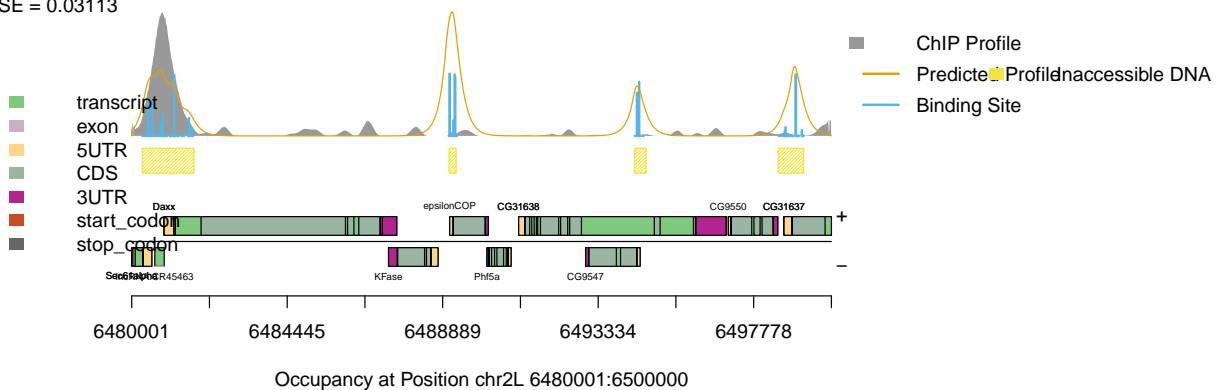 SE = 0.03113
ChIP Profile
Predicted Profile
Inaccessible DNA
Binding Site
transcript
exon
5UTR
CDS
3UTR
start_codon
stop_codon
Daxx
epsilonCOP
CG31638
CG9550
CG31637
+
−
CR45463
KFase
Phf5a
CG9547
6480001
6484445
6488889
6493334
6497778
Occupancy at Position chr2L 6480001:6500000